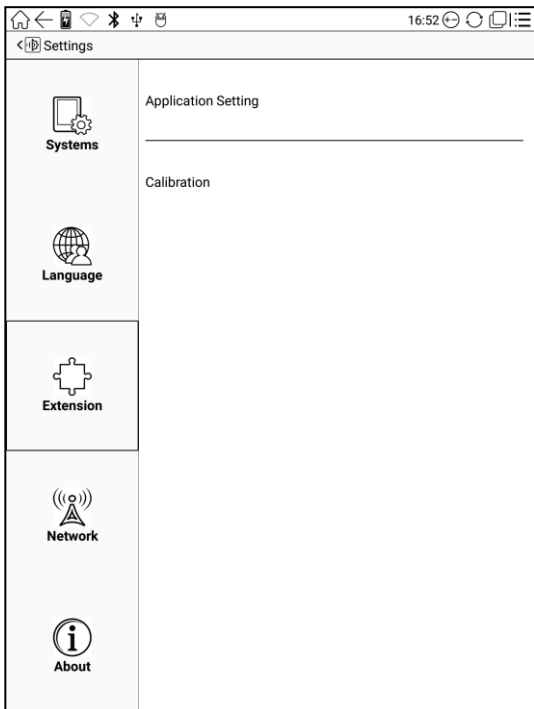 16:52
Settings
Systems
Application Setting
Calibration
Language
Extension
Network
About